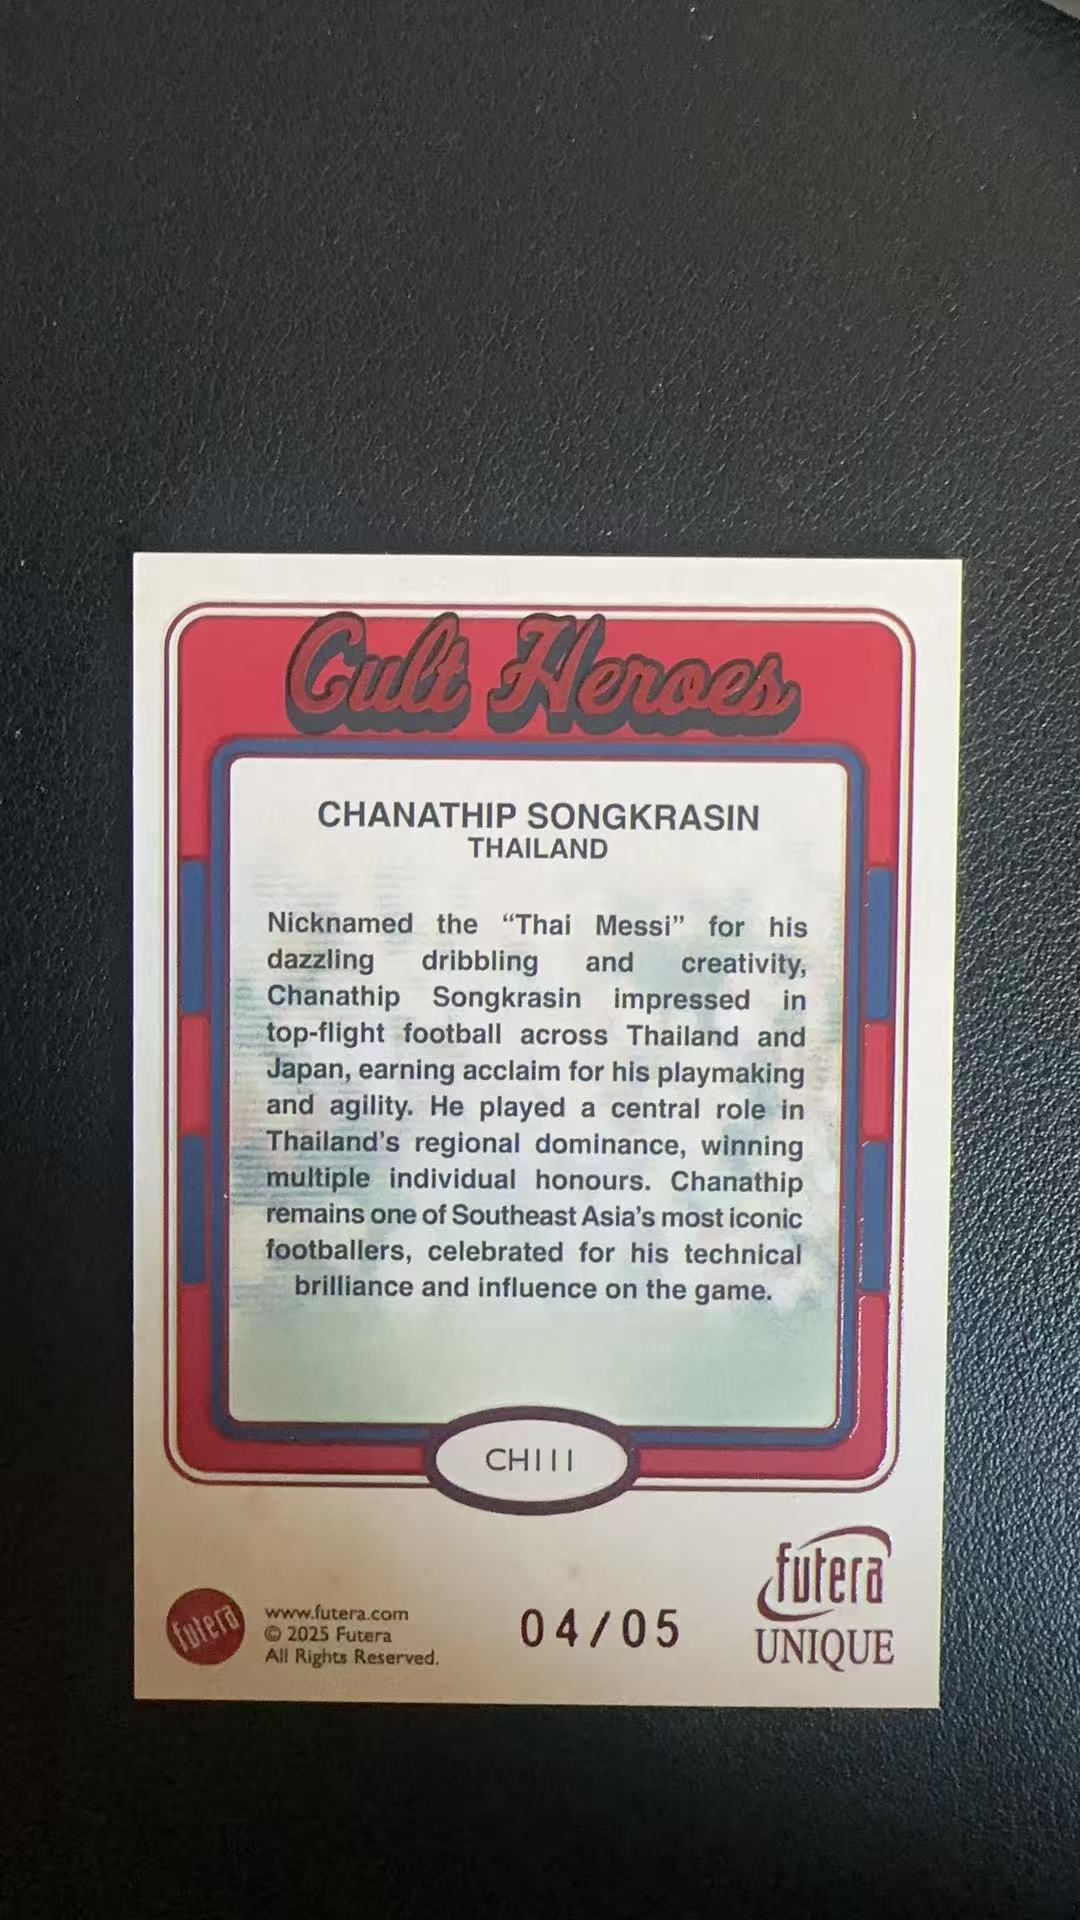 Cult Heroes
CHANATHIP SONGKRASIN
THAILAND
Nicknamed the “Thai Messi” for his
dazzling dribbling and creativity,
Chanathip Songkrasin impressed in
top-flight football across Thailand and
Japan, earning acclaim for his playmaking
and agility. He played a central role in
Thailand’s regional dominance, winning
multiple individual honours. Chanathip
remains one of Southeast Asia’s most iconic
footballers, celebrated for his technical
brilliance and influence on the game.
CH111
futera
www.futera.com
© 2025 Futera
All Rights Reserved.
04/05
futera
UNIQUE